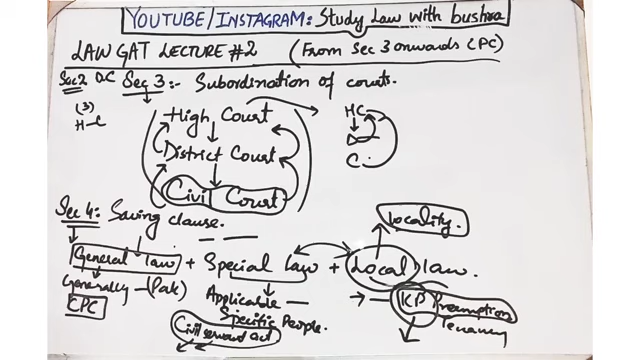 YOUTUBE/INSTAGRAM: Study Law with bushra
LAW GAT LECTURE #2 (From Sec 3 onwards CPC)
Sec 2 DC Sec 3:- Subordination of courts.
(3)
H-C
High Court
District Court
Civil Court
HC
D
C
Sec 4: Saving clause.
locality.
General law + Special law + Local law.
Generally - (Pak)
CPC
Applicable
Specific People.
Civil servant act
KP Preemption
Tenancy